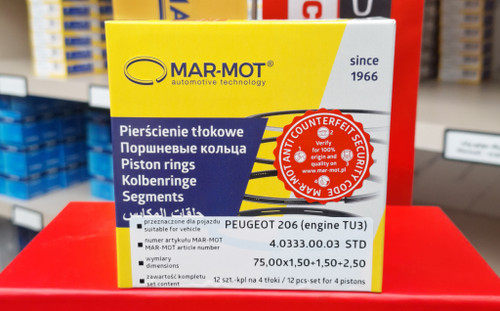 MAR-MOT®
automotive technology
since
1966
Pierścienie tłokowe
Поршневые кольца
Piston rings
Kolbenringe
Segments
حلقات المكابس
MAR-MOT ANTI COUNTERFEIT SECURITY CODE
Verify
for 100%
origin and
quality on
www.mar-mot.pl
przeznaczone dla pojazdu
suitable for vehicle
PEUGEOT 206 (engine TU3)
numer artykułu MAR-MOT
MAR-MOT article number
4.0333.00.03 STD
wymiary
dimensions
75,00x1,50+1,50+2,50
zawartość kompletu
set content
12 szt.-kpl na 4 tłoki / 12 pcs-set for 4 pistons